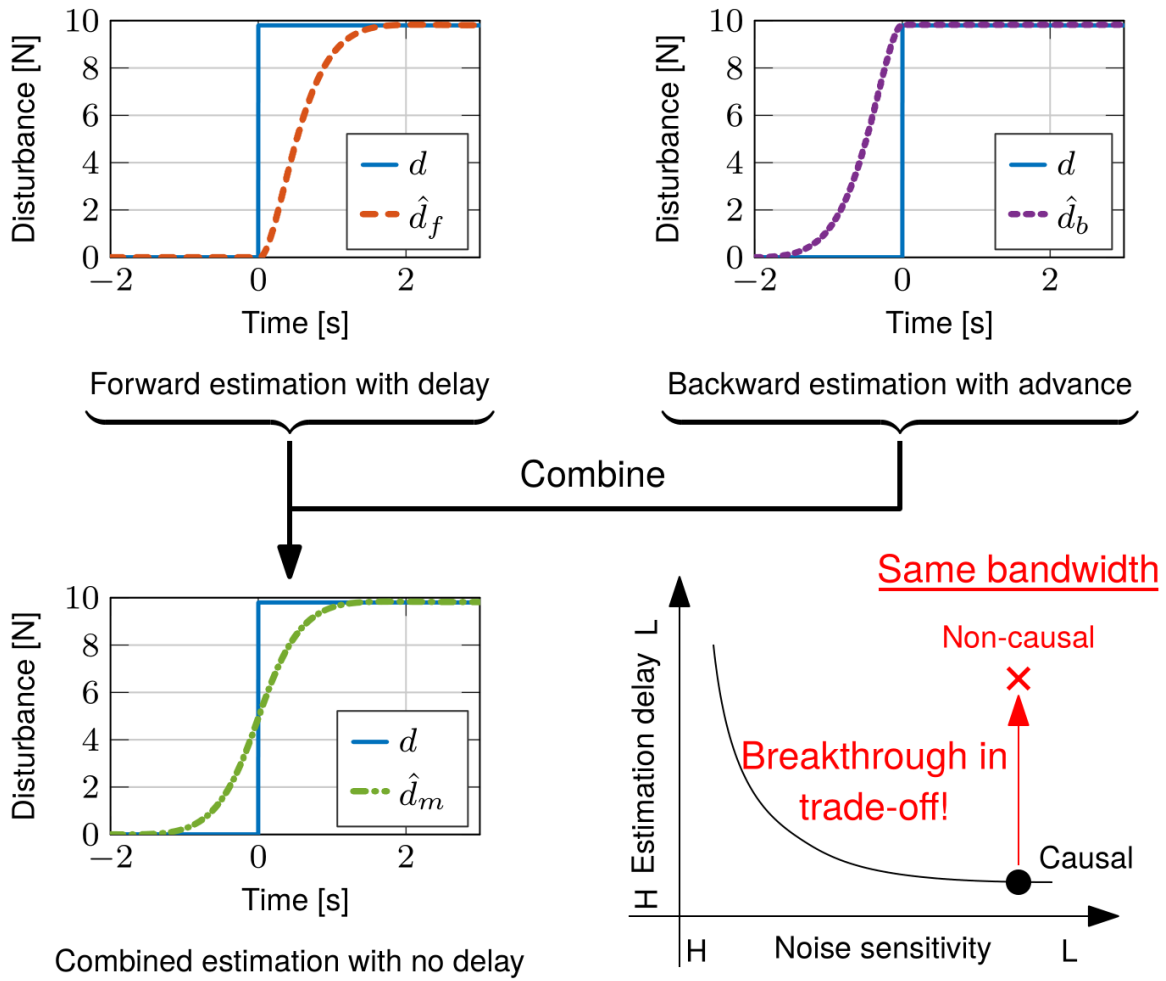 Disturbance [N]
10
8
6
4
2
0
−2
0
2
Time [s]
d
d̂_f
Forward estimation with delay
Disturbance [N]
10
8
6
4
2
0
−2
0
2
Time [s]
d
d̂_b
Backward estimation with advance
Combine
Disturbance [N]
10
8
6
4
2
0
−2
0
2
Time [s]
d
d̂_m
Combined estimation with no delay
Same bandwidth
H Estimation delay L
Non-causal
Breakthrough in
trade-off!
Causal
H Noise sensitivity L